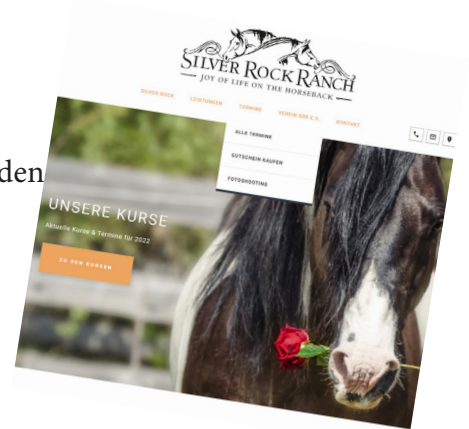 SILVER ROCK RANCH
JOY OF LIFE ON THE HORSEBACK
SILVER ROCK LEISTUNGEN TERMINE VEREIN SRR E.V. KONTAKT
ALLE TERMINE
GUTSCHEIN KAUFEN
FOTOSHOOTING
den
UNSERE KURSE
Aktuelle Kurse & Termine für 2022
ZU DEN KURSEN